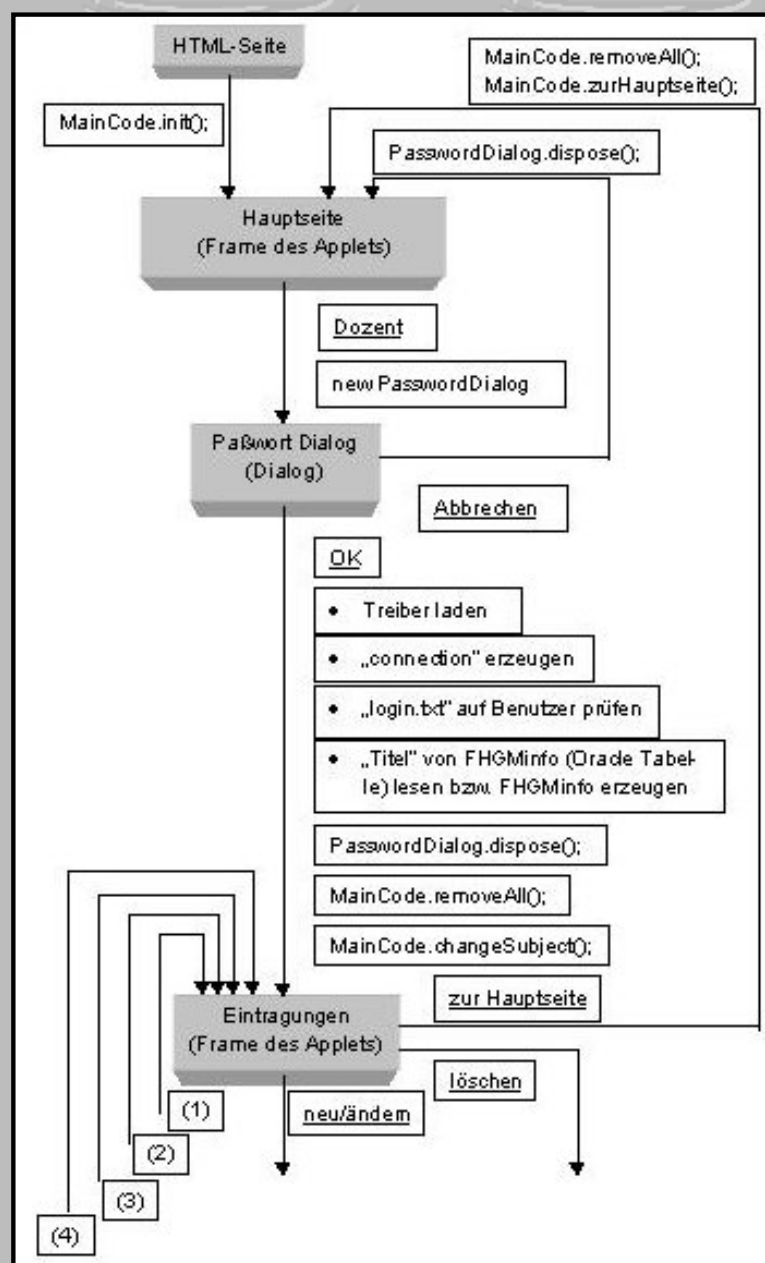 HTML-Seite
MainCode.removeAll();
MainCode.zurHauptseite();
MainCode.init();
PasswordDialog.dispose();
Hauptseite
(Frame des Applets)
Dozent
new PasswordDialog
Paßwort Dialog
(Dialog)
Abbrechen
OK
• Treiber laden
• „connection" erzeugen
• „login.txt" auf Benutzer prüfen
• „Titel" von FHGMinfo (Oracle Tabel-
le) lesen bzw. FHGMinfo erzeugen
PasswordDialog.dispose();
MainCode.removeAll();
MainCode.changeSubject();
zur Hauptseite
Eintragungen
(Frame des Applets)
löschen
neu/ändern
(1)
(2)
(3)
(4)